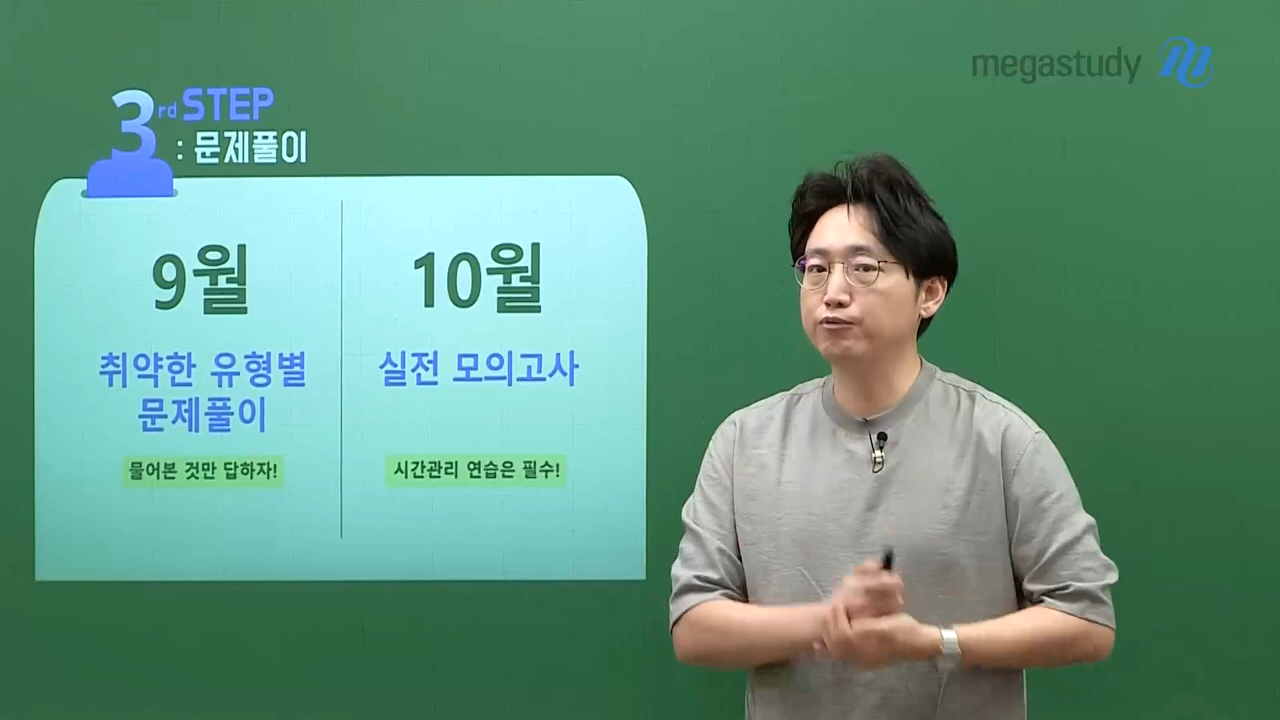 megastudy
3rd STEP
: 문제풀이
9월
취약한 유형별
문제풀이
물어본 것만 답하자!
10월
실전 모의고사
시간관리 연습은 필수!